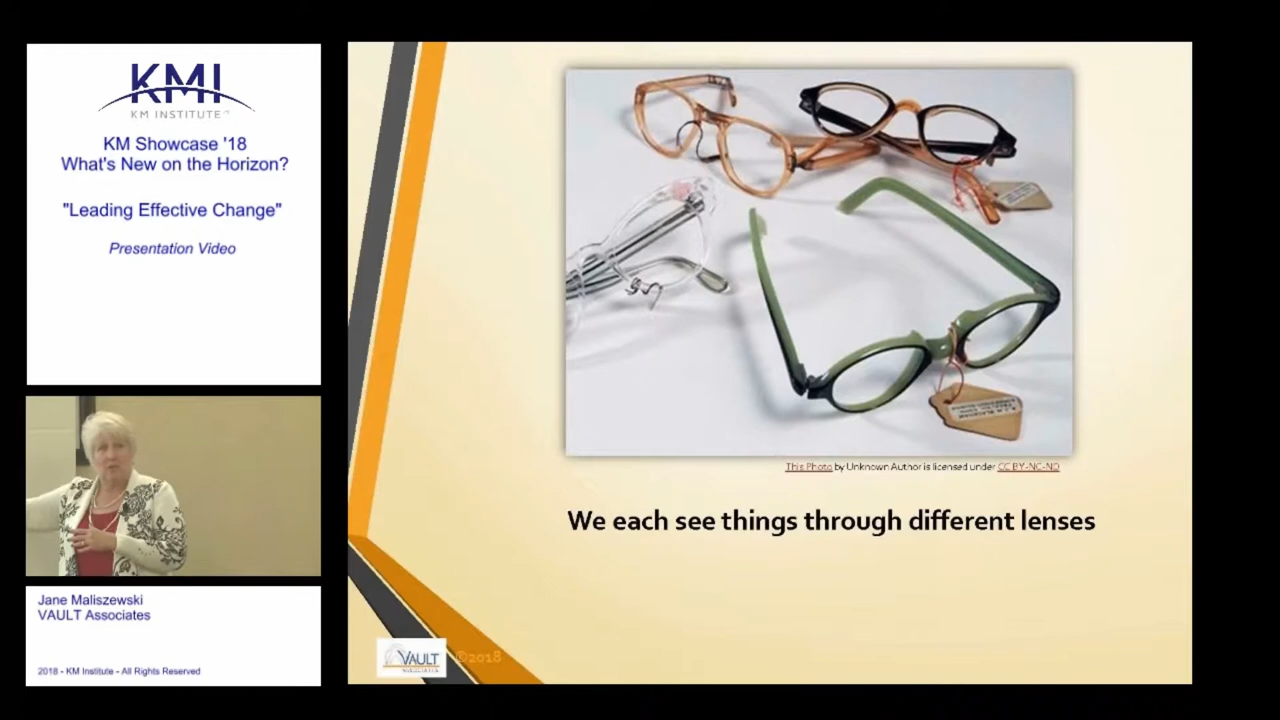 KMI
KM INSTITUTE
KM Showcase '18
What's New on the Horizon?
"Leading Effective Change"
Presentation Video
Jane Maliszewski
VAULT Associates
2018 - KM Institute - All Rights Reserved
This Photo by Unknown Author is licensed under CC BY-NC-ND
We each see things through different lenses
VAULT
©2018